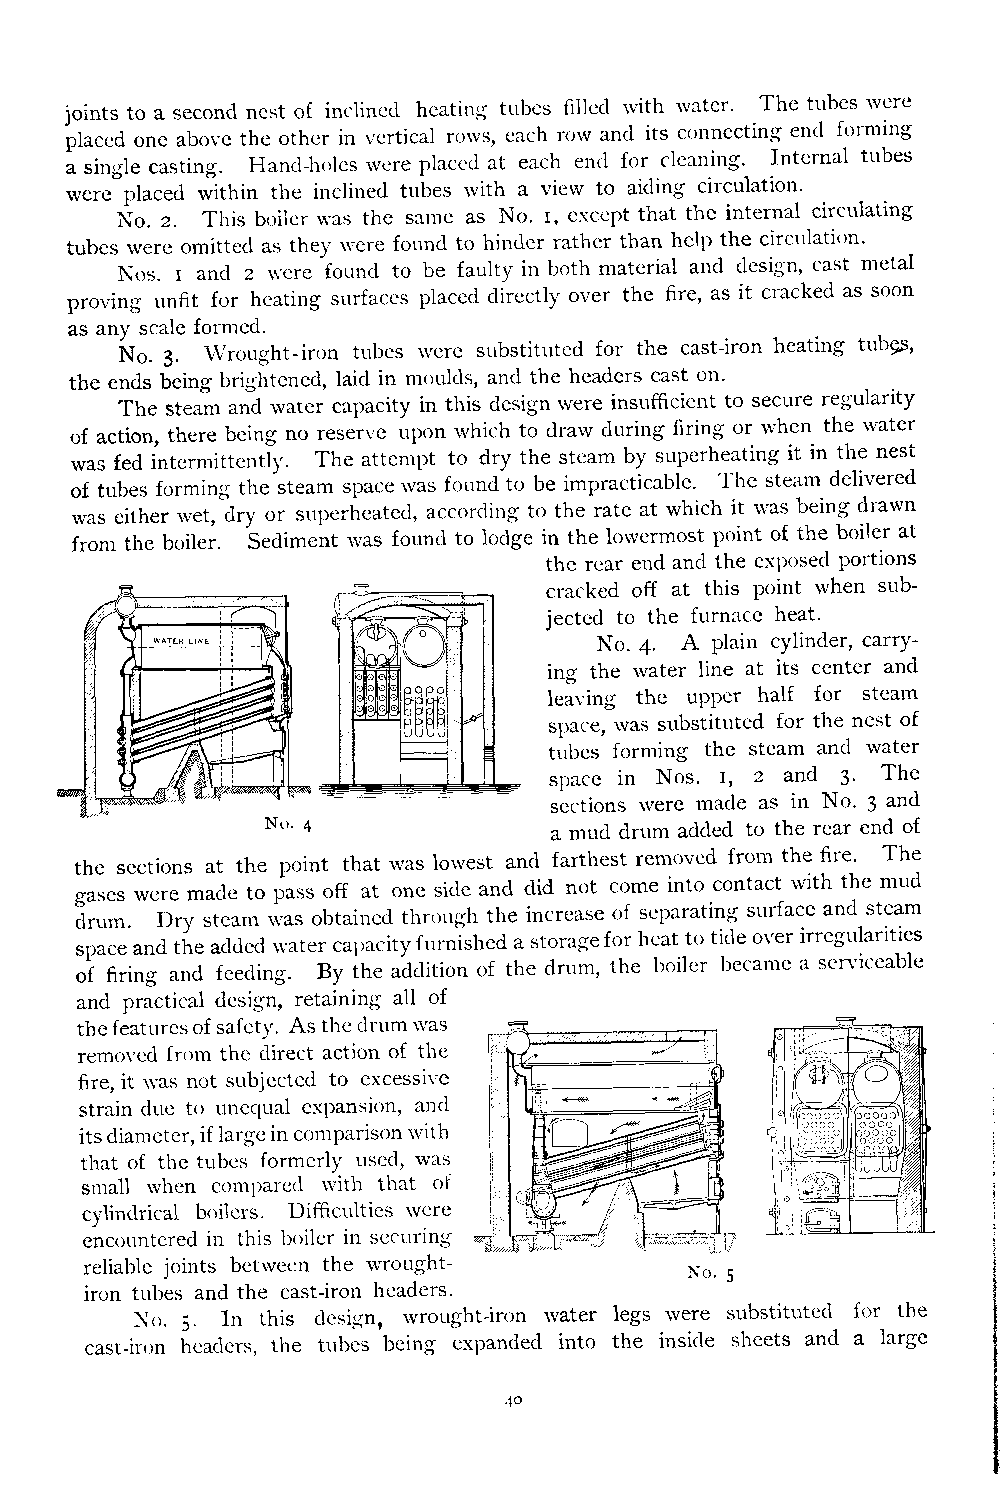 joints to a second nest of inclined heating tubes filled with water. The tubes were
placed one above the other in vertical rows, each row and its connecting end forming
a single casting. Hand-holes were placed at each end for cleaning. Internal tubes
were placed within the inclined tubes with a view to aiding circulation.
No. 2. This boiler was the same as No. 1, except that the internal circulating
tubes were omitted as they were found to hinder rather than help the circulation.
Nos. 1 and 2 were found to be faulty in both material and design, cast metal
proving unfit for heating surfaces placed directly over the fire, as it cracked as soon
as any scale formed.
No. 3. Wrought-iron tubes were substituted for the cast-iron heating tubes,
the ends being brightened, laid in moulds, and the headers cast on.
The steam and water capacity in this design were insufficient to secure regularity
of action, there being no reserve upon which to draw during firing or when the water
was fed intermittently. The attempt to dry the steam by superheating it in the nest
of tubes forming the steam space was found to be impracticable. The steam delivered
was either wet, dry or superheated, according to the rate at which it was being drawn
from the boiler. Sediment was found to lodge in the lowermost point of the boiler at
the rear end and the exposed portions
cracked off at this point when sub-
jected to the furnace heat.
No. 4. A plain cylinder, carry-
ing the water line at its center and
leaving the upper half for steam
space, was substituted for the nest of
tubes forming the steam and water
space in Nos. 1, 2 and 3. The
sections were made as in No. 3 and
a mud drum added to the rear end of
WATER LINE
No. 4
the sections at the point that was lowest and farthest removed from the fire. The
gases were made to pass off at one side and did not come into contact with the mud
drum. Dry steam was obtained through the increase of separating surface and steam
space and the added water capacity furnished a storage for heat to tide over irregularities
of firing and feeding. By the addition of the drum, the boiler became a serviceable
and practical design, retaining all of
the features of safety. As the drum was
removed from the direct action of the
fire, it was not subjected to excessive
strain due to unequal expansion, and
its diameter, if large in comparison with
that of the tubes formerly used, was
small when compared with that of
cylindrical boilers. Difficulties were
encountered in this boiler in securing
reliable joints between the wrought-
iron tubes and the cast-iron headers.
No. 5
No. 5. In this design, wrought-iron water legs were substituted for the
cast-iron headers, the tubes being expanded into the inside sheets and a large
40